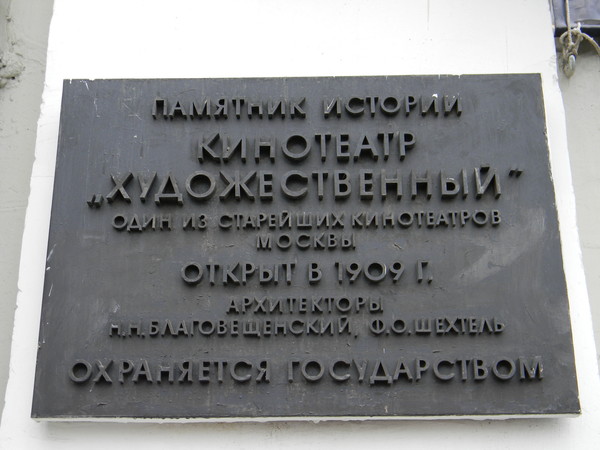 ПАМЯТНИК ИСТОРИИ
КИНОТЕАТР
„ХУДОЖЕСТВЕННЫЙ"
ОДИН ИЗ СТАРЕЙШИХ КИНОТЕАТРОВ
МОСКВЫ
ОТКРЫТ В 1909 Г.
АРХИТЕКТОРЫ
Н.Н.БЛАГОВЕЩЕНСКИЙ, Ф.О.ШЕХТЕЛЬ
ОХРАНЯЕТСЯ ГОСУДАРСТВОМ